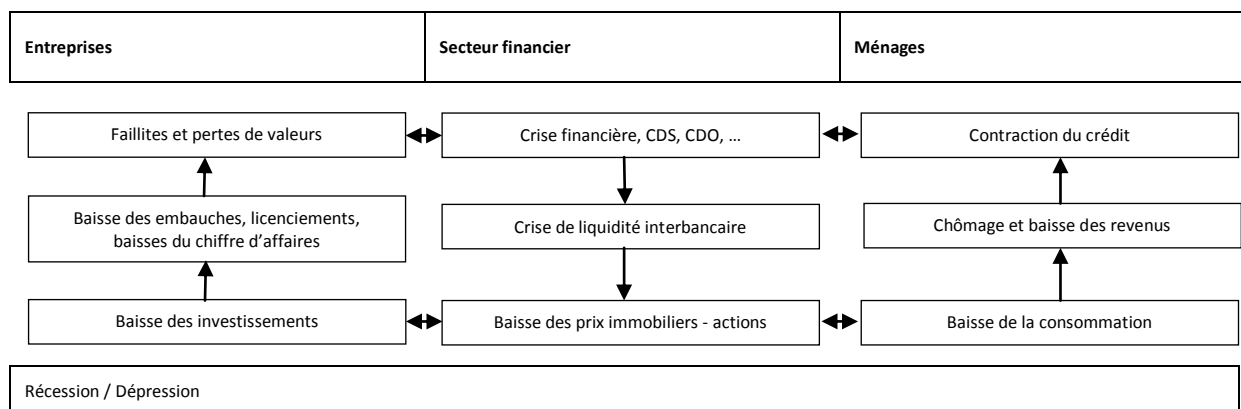 Entreprises
Secteur financier
Ménages
Faillites et pertes de valeurs
Crise financière, CDS, CDO, ...
Contraction du crédit
Baisse des embauches, licenciements,
baisses du chiffre d’affaires
Crise de liquidité interbancaire
Chômage et baisse des revenus
Baisse des investissements
Baisse des prix immobiliers - actions
Baisse de la consommation
Récession / Dépression